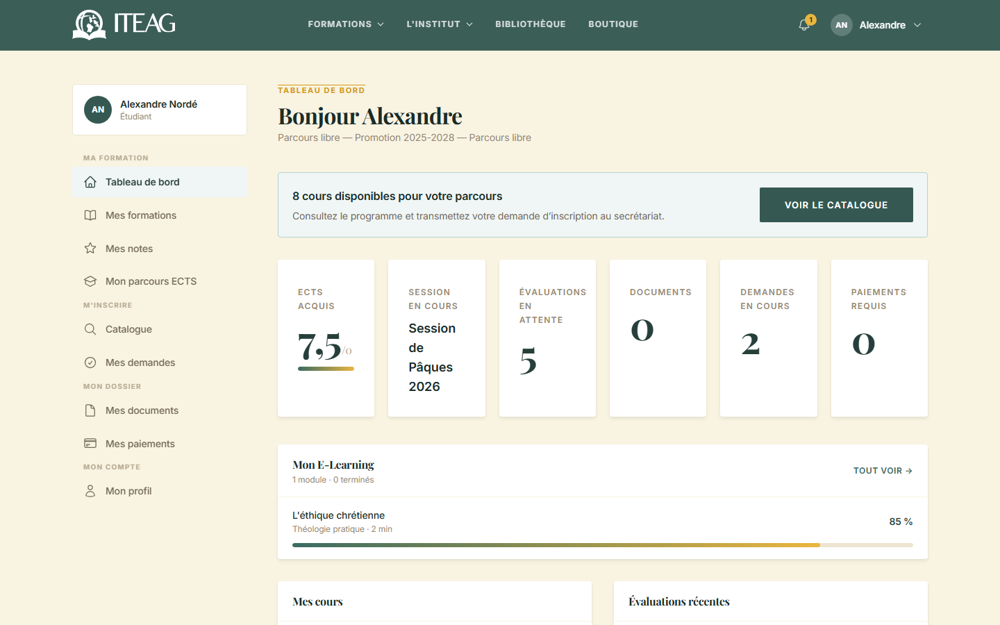 ITEAG
FORMATIONS
L'INSTITUT
BIBLIOTHÈQUE
BOUTIQUE
1
AN
Alexandre
AN
Alexandre Nordé
Étudiant
MA FORMATION
Tableau de bord
Mes formations
Mes notes
Mon parcours ECTS
M'INSCRIRE
Catalogue
Mes demandes
MON DOSSIER
Mes documents
Mes paiements
MON COMPTE
Mon profil
TABLEAU DE BORD
Bonjour Alexandre
Parcours libre — Promotion 2025-2028 — Parcours libre
8 cours disponibles pour votre parcours
Consultez le programme et transmettez votre demande d’inscription au secrétariat.
VOIR LE CATALOGUE
ECTS
ACQUIS
7,5/0
SESSION
EN COURS
Session
de
Pâques
2026
ÉVALUATIONS
EN
ATTENTE
5
DOCUMENTS
0
DEMANDES
EN COURS
2
PAIEMENTS
REQUIS
0
Mon E-Learning
1 module · 0 terminés
TOUT VOIR →
L'éthique chrétienne
Théologie pratique · 2 min
85 %
Mes cours
Évaluations récentes